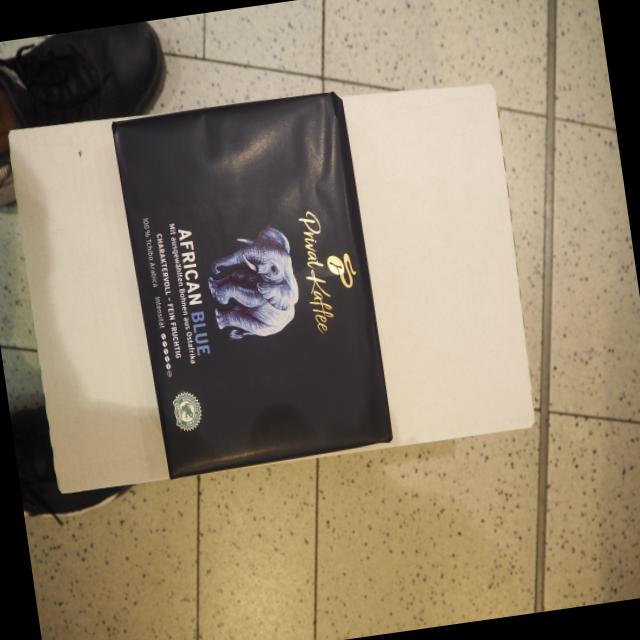 Privat Kaffee
AFRICAN BLUE
Mit ausgewählten Bohnen aus Ostafrika
CHARAKTERVOLL - FEIN FRUCHTIG
100 % Tchibo Arabica Intensität